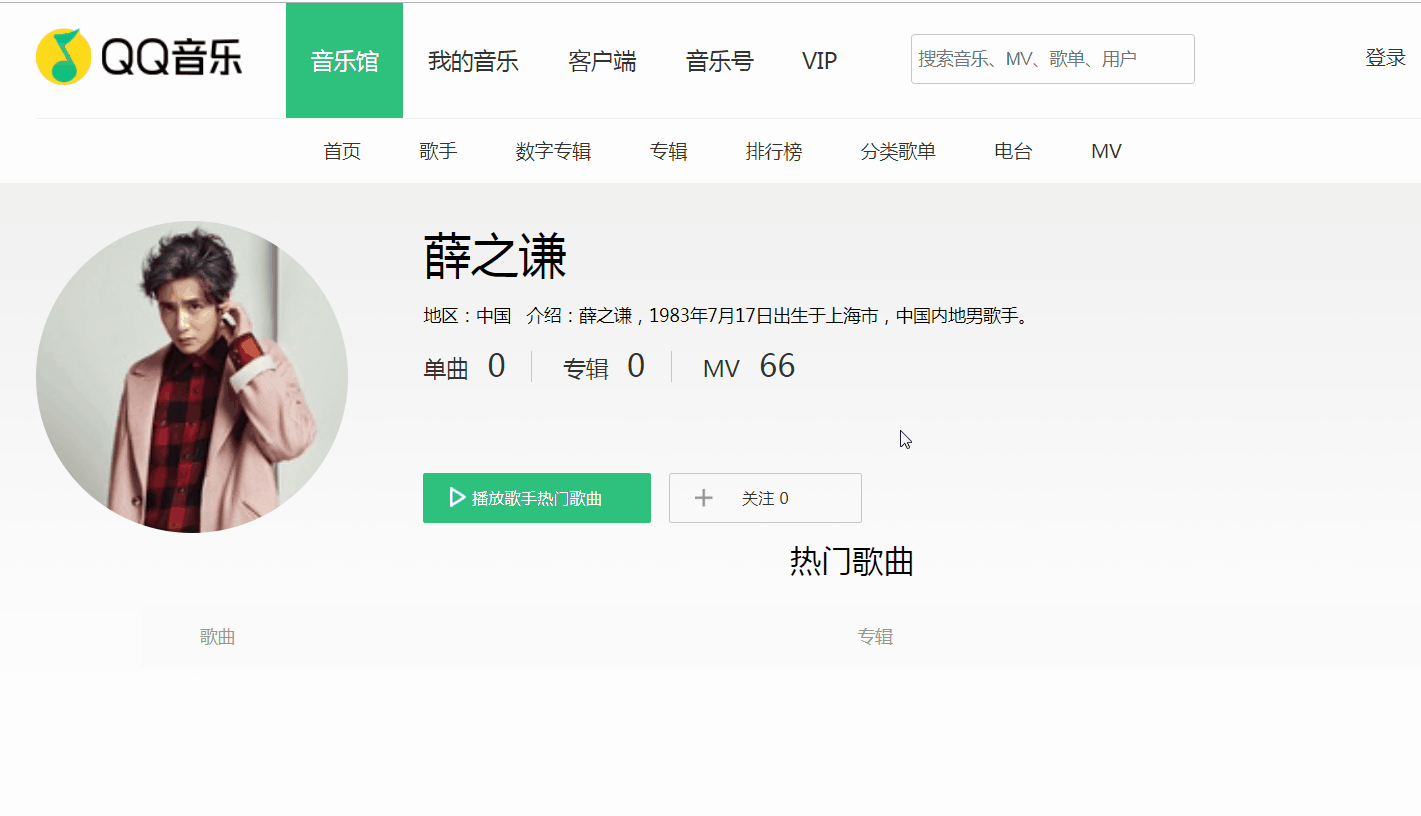 QQ音乐 音乐馆 我的音乐 客户端 音乐号 VIP 搜索音乐、MV、歌单、用户 登录
首页 歌手 数字专辑 专辑 排行榜 分类歌单 电台 MV
薛之谦
地区：中国 介绍：薛之谦，1983年7月17日出生于上海市，中国内地男歌手。
单曲 0 专辑 0 MV 66
播放歌手热门歌曲 关注 0
热门歌曲
歌曲 专辑